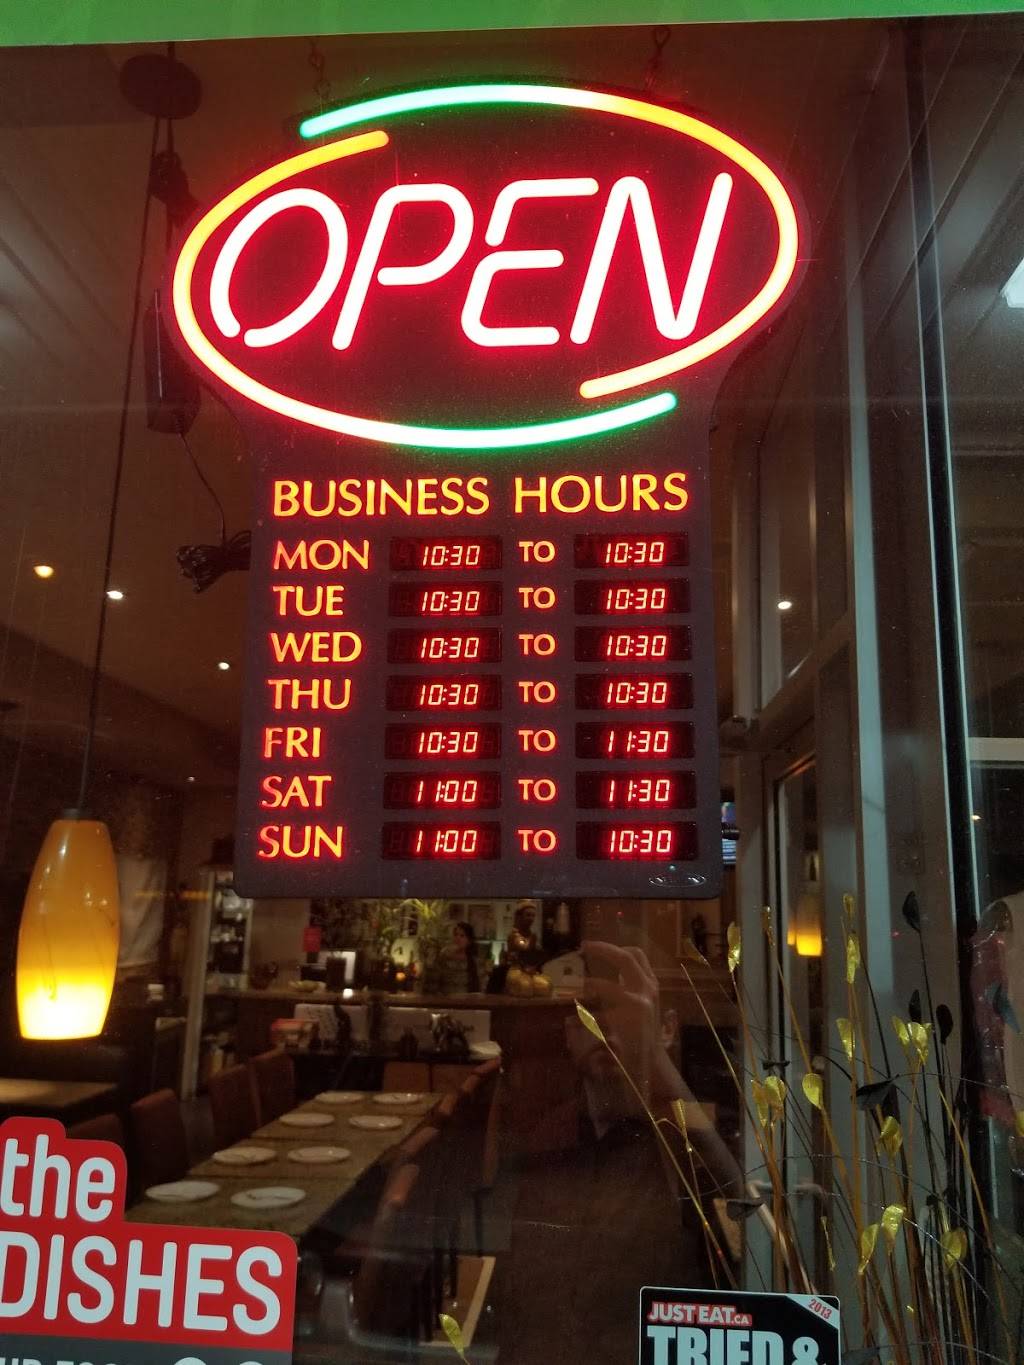 OPEN
BUSINESS HOURS
MON 10:30 TO 10:30
TUE 10:30 TO 10:30
WED 10:30 TO 10:30
THU 10:30 TO 10:30
FRI 10:30 TO 11:30
SAT 11:00 TO 11:30
SUN 11:00 TO 10:30
the
DISHES
JUST EAT.CA
2013
TRIED &